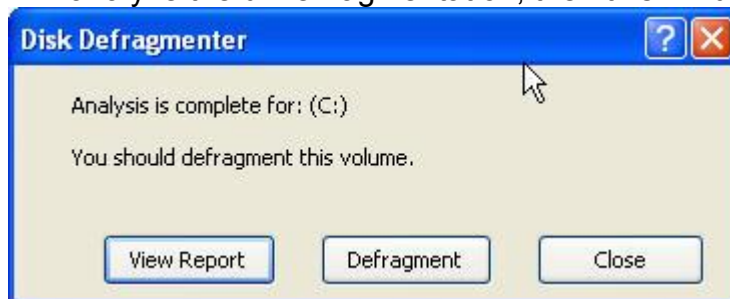 Disk Defragmenter
Analysis is complete for: (C:)
You should defragment this volume.
View Report Defragment Close